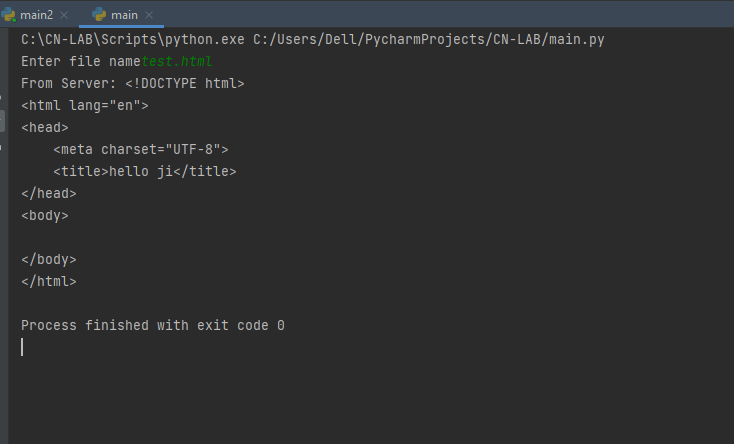 main2 main
C:\CN-LAB\Scripts\python.exe C:/Users/Dell/PycharmProjects/CN-LAB/main.py
Enter file nametest.html
From Server: <!DOCTYPE html>
<html lang="en">
<head>
    <meta charset="UTF-8">
    <title>hello ji</title>
</head>
<body>

</body>
</html>

Process finished with exit code 0